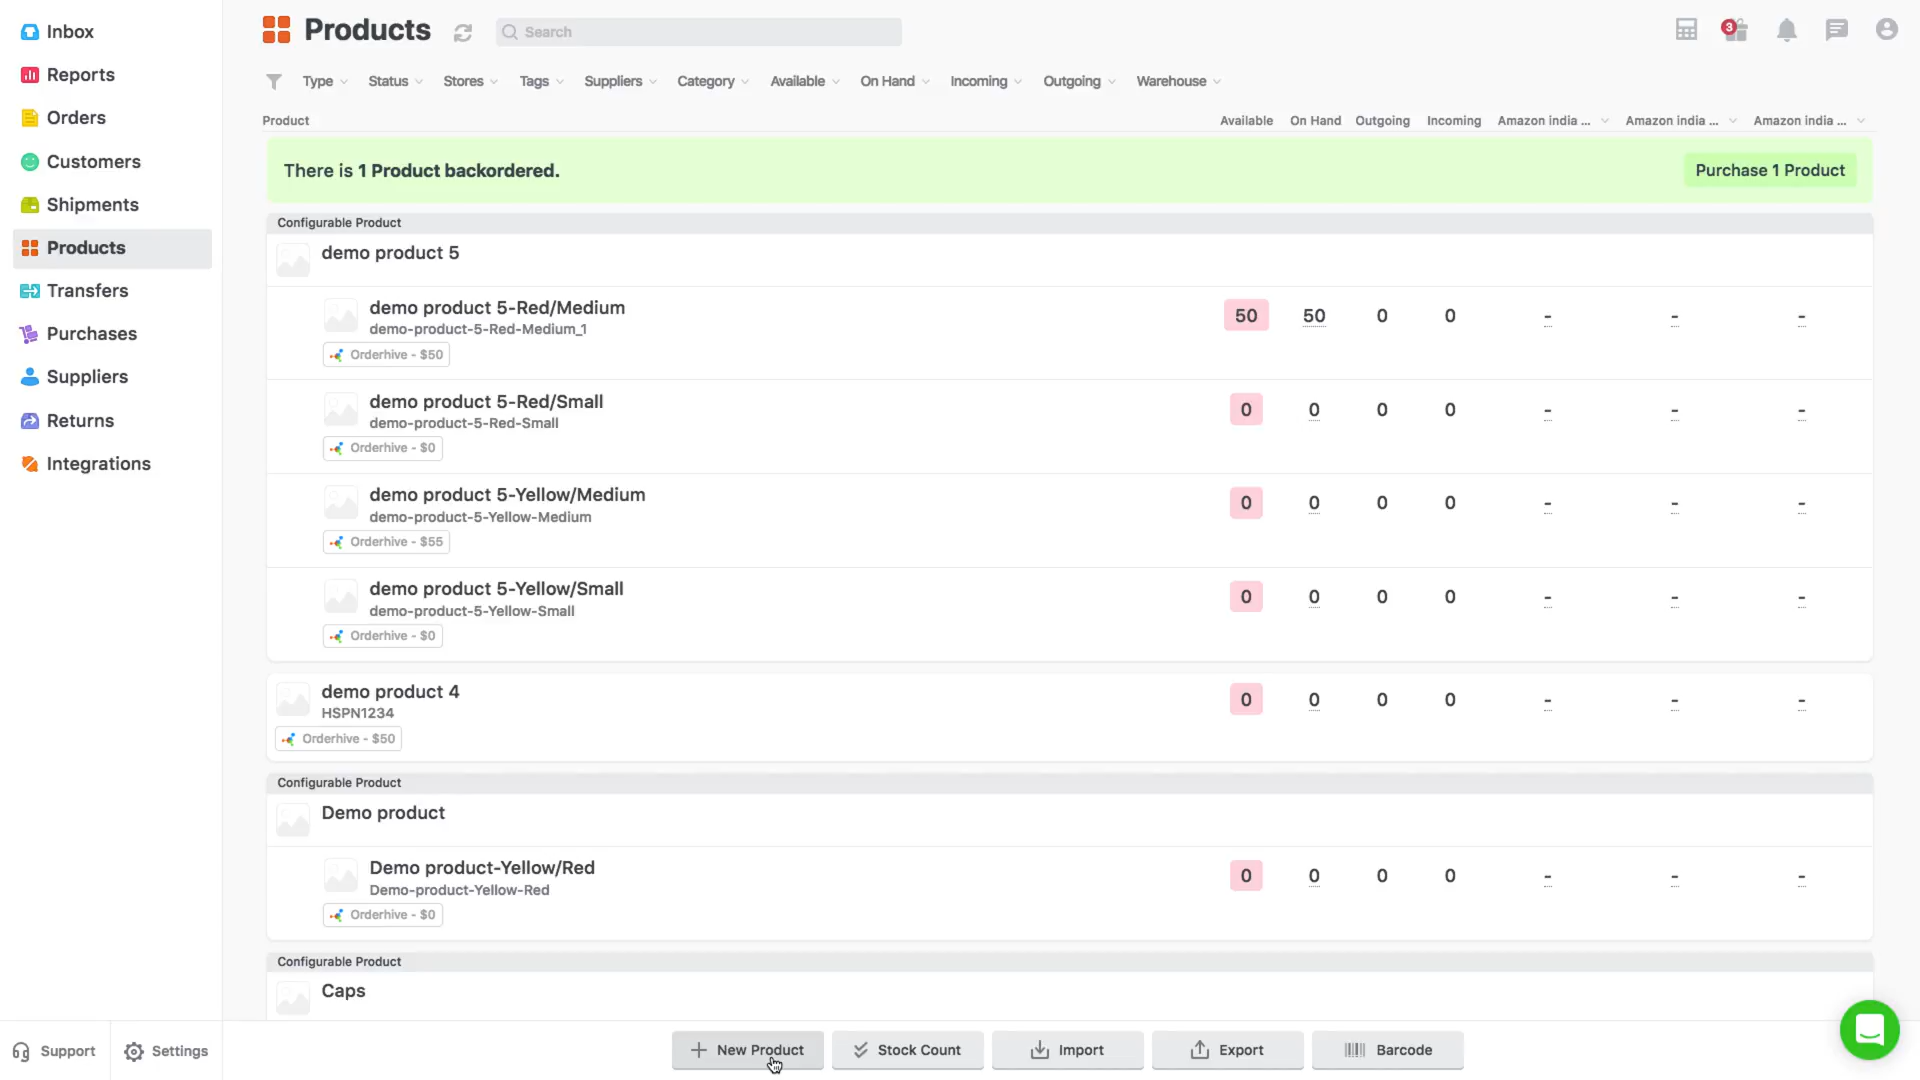 Inbox
Reports
Orders
Customers
Shipments
Products
Transfers
Purchases
Suppliers
Returns
Integrations
Support
Settings
Products
Search
3
Type
Status
Stores
Tags
Suppliers
Category
Available
On Hand
Incoming
Outgoing
Warehouse
Product Available On Hand Outgoing Incoming Amazon india ... Amazon india ... Amazon india ...
There is 1 Product backordered.
Purchase 1 Product
Configurable Product
demo product 5
demo product 5-Red/Medium
demo-product-5-Red-Medium_1
Orderhive - $50
50 50 0 0 - - -
demo product 5-Red/Small
demo-product-5-Red-Small
Orderhive - $0
0 0 0 0 - - -
demo product 5-Yellow/Medium
demo-product-5-Yellow-Medium
Orderhive - $55
0 0 0 0 - - -
demo product 5-Yellow/Small
demo-product-5-Yellow-Small
Orderhive - $0
0 0 0 0 - - -
demo product 4
HSPN1234
Orderhive - $50
0 0 0 0 - - -
Configurable Product
Demo product
Demo product-Yellow/Red
Demo-product-Yellow-Red
Orderhive - $0
0 0 0 0 - - -
Configurable Product
Caps
New Product
Stock Count
Import
Export
Barcode